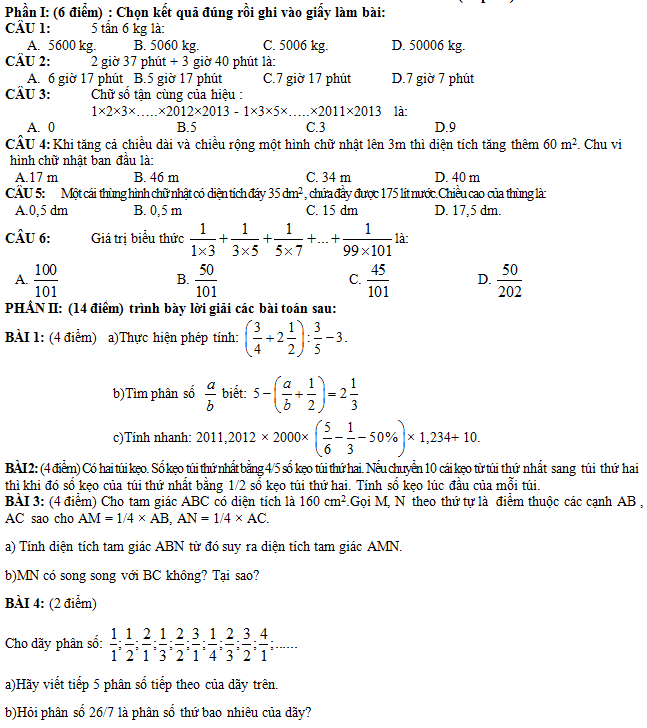 Phần I: (6 điểm) : Chọn kết quả đúng rồi ghi vào giấy làm bài:
CÂU 1: 5 tấn 6 kg là:
A. 5600 kg. B. 5060 kg. C. 5006 kg. D. 50006 kg.
CÂU 2: 2 giờ 37 phút + 3 giờ 40 phút là:
A. 6 giờ 17 phút B.5 giờ 17 phút C.7 giờ 17 phút D.7 giờ 7 phút
CÂU 3: Chữ số tận cùng của hiệu :
1×2×3×…..×2012×2013 - 1×3×5×…..×2011×2013 là:
A. 0 B.5 C.3 D.9
CÂU 4: Khi tăng cả chiều dài và chiều rộng một hình chữ nhật lên 3m thì diện tích tăng thêm 60 m². Chu vi
hình chữ nhật ban đầu là:
A.17 m B. 46 m C. 34 m D. 40 m
CÂU 5: Một cái thùng hình chữ nhật có diện tích đáy 35 dm², chứa đầy được 175 lít nước. Chiều cao của thùng là:
A.0,5 dm B. 0,5 m C. 15 dm D. 17,5 dm.
CÂU 6: Giá trị biểu thức 1/(1×3) + 1/(3×5) + 1/(5×7) +...+ 1/(99×101) là:
A. 100/101 B. 50/101 C. 45/101 D. 50/202
PHẦN II: (14 điểm) trình bày lời giải các bài toán sau:
BÀI 1: (4 điểm) a)Thực hiện phép tính: (3/4 + 2 1/2) : 3/5 − 3.
b)Tìm phân số a/b biết: 5 − (a/b + 1/2) = 2 1/3
c)Tính nhanh: 2011,2012 × 2000× (5/6 − 1/3 − 50%) × 1,234+ 10.
BÀI2: (4 điểm) Có hai túi kẹo. Số kẹo túi thứ nhất bằng 4/5 số kẹo túi thứ hai. Nếu chuyển 10 cái kẹo từ túi thứ nhất sang túi thứ hai
thì khi đó số kẹo của túi thứ nhất bằng 1/2 số kẹo túi thứ hai. Tính số kẹo lúc đầu của mỗi túi.
BÀI 3: (4 điểm) Cho tam giác ABC có diện tích là 160 cm².Gọi M, N theo thứ tự là điểm thuộc các cạnh AB ,
AC sao cho AM = 1/4 × AB, AN = 1/4 × AC.
a) Tính diện tích tam giác ABN từ đó suy ra diện tích tam giác AMN.
b)MN có song song với BC không? Tại sao?
BÀI 4: (2 điểm)
Cho dãy phân số: 1/1; 1/2; 2/1; 1/3; 2/2; 3/1; 1/4; 2/3; 3/2; 4/1;......
a)Hãy viết tiếp 5 phân số tiếp theo của dãy trên.
b)Hỏi phân số 26/7 là phân số thứ bao nhiêu của dãy?